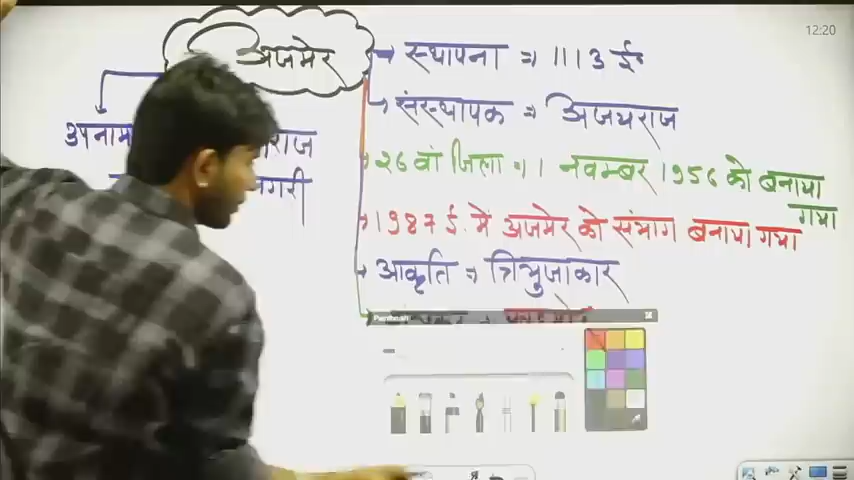 12:20
अजमेर
स्थापना ⇒ 1113 ई॰
संस्थापक ⇒ अजयराज
उपनाम
राज
नगरी
26 वां जिला ⇒ 1 नवम्बर 1956 को बनाया
गया
1987 ई. में अजमेर को संभाग बनाया गया
आकृति ⇒ त्रिभुजाकार